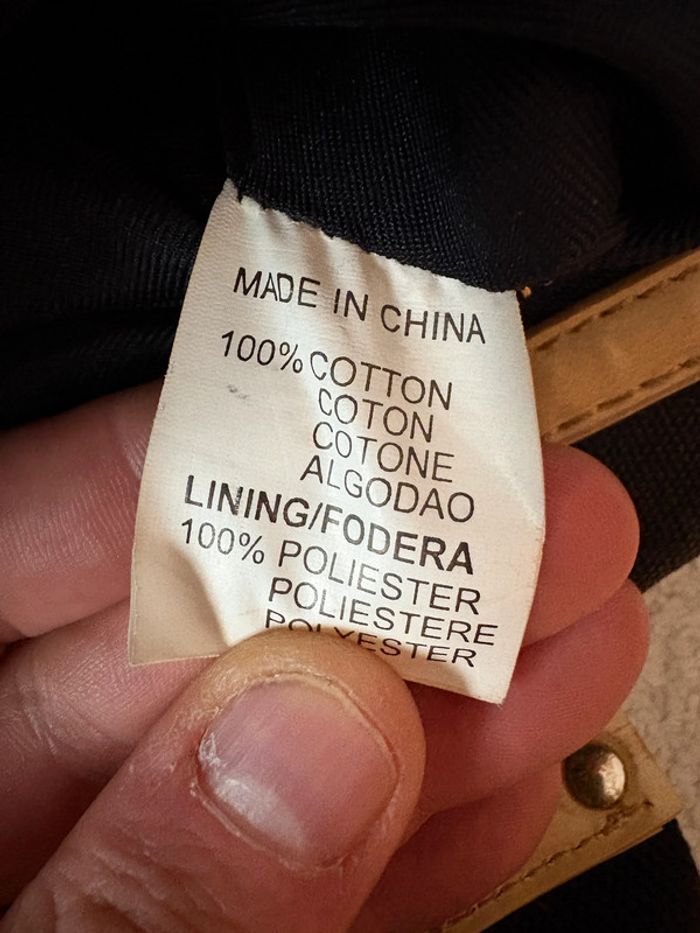 MADE IN CHINA
100% COTTON
COTON
COTONE
ALGODAO
LINING/FODERA
100% POLIESTER
POLIESTERE
POLYESTER